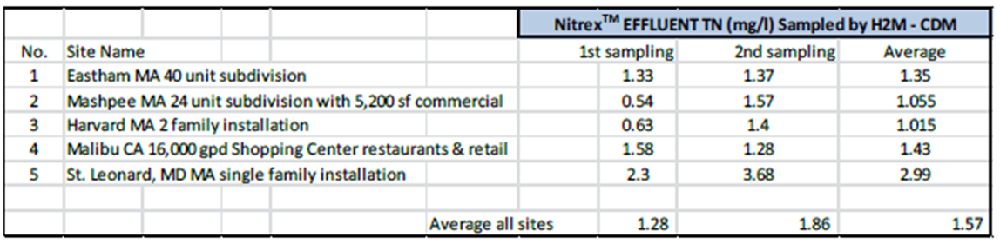 Nitrex™ EFFLUENT TN (mg/l) Sampled by H2M - CDM
No. Site Name 1st sampling 2nd sampling Average
1 Eastham MA 40 unit subdivision 1.33 1.37 1.35
2 Mashpee MA 24 unit subdivision with 5,200 sf commercial 0.54 1.57 1.055
3 Harvard MA 2 family installation 0.63 1.4 1.015
4 Malibu CA 16,000 gpd Shopping Center restaurants & retail 1.58 1.28 1.43
5 St. Leonard, MD MA single family installation 2.3 3.68 2.99
Average all sites 1.28 1.86 1.57